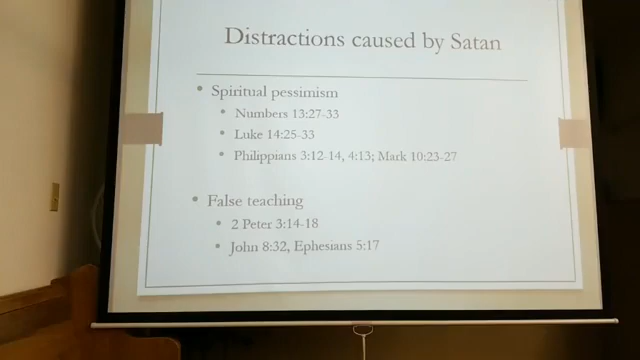 Distractions caused by Satan
• Spiritual pessimism
• Numbers 13:27-33
• Luke 14:25-33
• Philippians 3:12-14, 4:13; Mark 10:23-27
• False teaching
• 2 Peter 3:14-18
• John 8:32, Ephesians 5:17